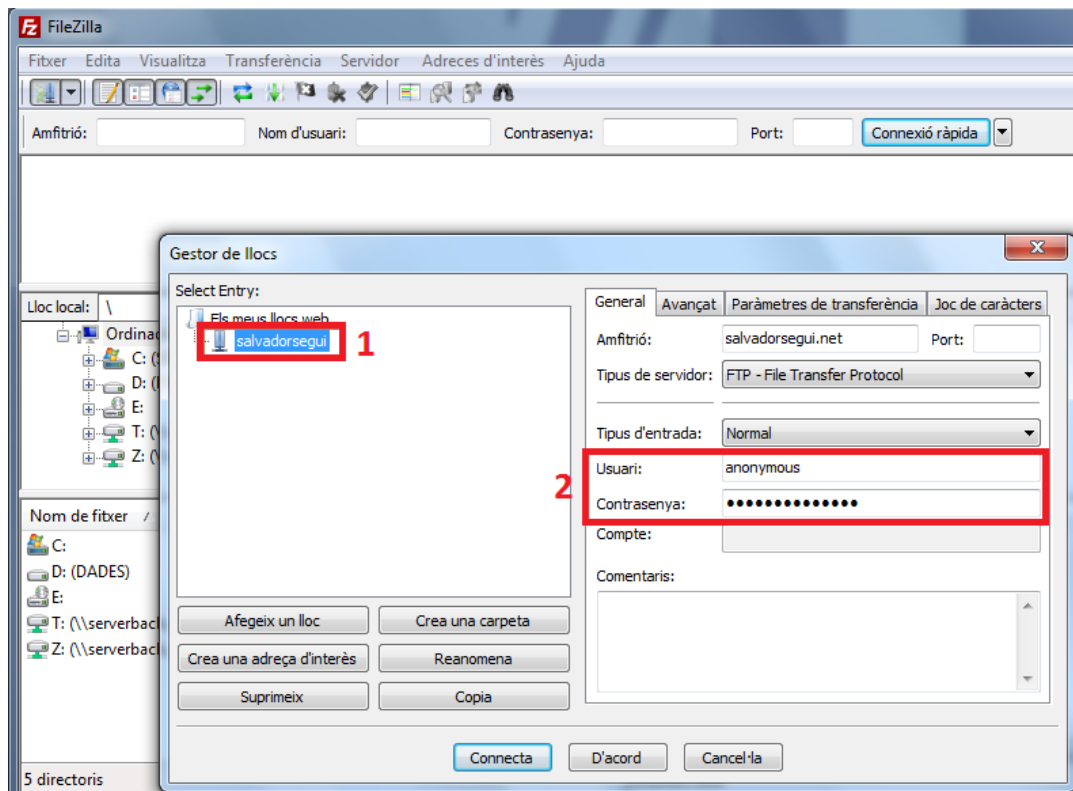 FileZilla
Fitxer Edita Visualitza Transferència Servidor Adreces d'interès Ajuda
Amfitrió: Nom d'usuari: Contrasenya: Port: Connexió ràpida
Gestor de llocs
Select Entry:
Els meus llocs web
salvadorsegui
1
General Avançat Paràmetres de transferència Joc de caràcters
Amfitrió: salvadorsegui.net Port:
Tipus de servidor: FTP - File Transfer Protocol
Tipus d'entrada: Normal
2
Usuari: anonymous
Contrasenya: ●●●●●●●●●●●●●●
Compte:
Comentaris:
Afegeix un lloc Crea una carpeta
Crea una adreça d'interès Reanomena
Suprimeix Copia
Connecta D'acord Cancel·la
Lloc local: \
Ordina
C: (
D: (
E:
T: (
Z: (
Nom de fitxer /
C:
D: (DADES)
E:
T: (\\serverbac
Z: (\\serverbac
5 directoris